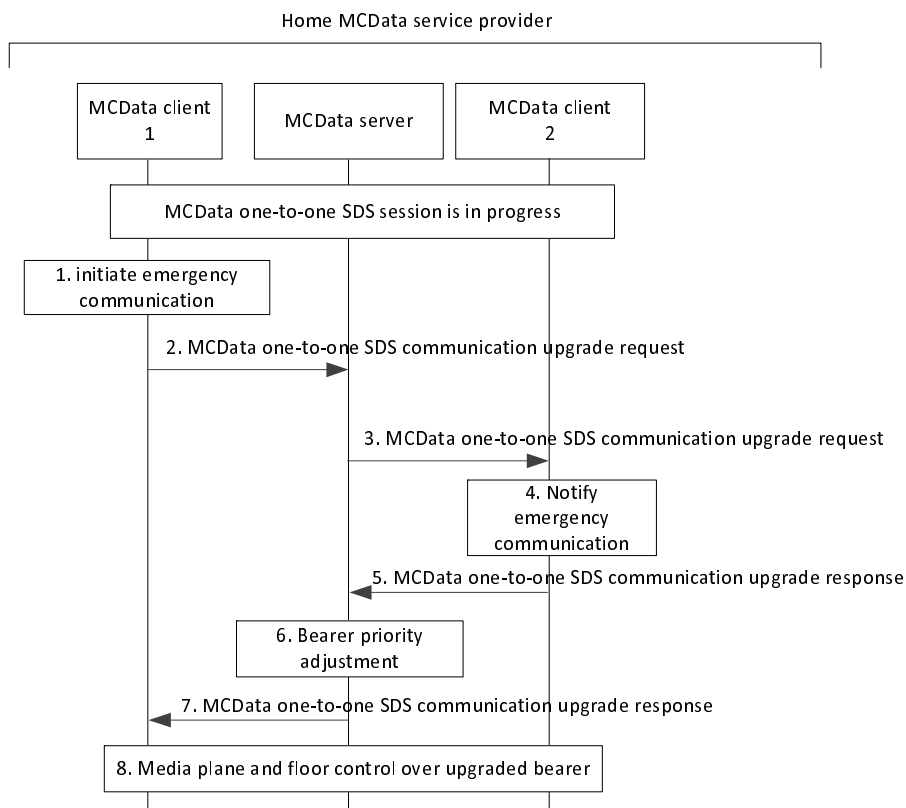 Home MCData service provider
MCData client
1
MCData server
MCData client
2
MCData one-to-one SDS session is in progress
1. initiate emergency
communication
2. MCData one-to-one SDS communication upgrade request
3. MCData one-to-one SDS communication upgrade request
4. Notify
emergency
communication
5. MCData one-to-one SDS communication upgrade response
6. Bearer priority
adjustment
7. MCData one-to-one SDS communication upgrade response
8. Media plane and floor control over upgraded bearer